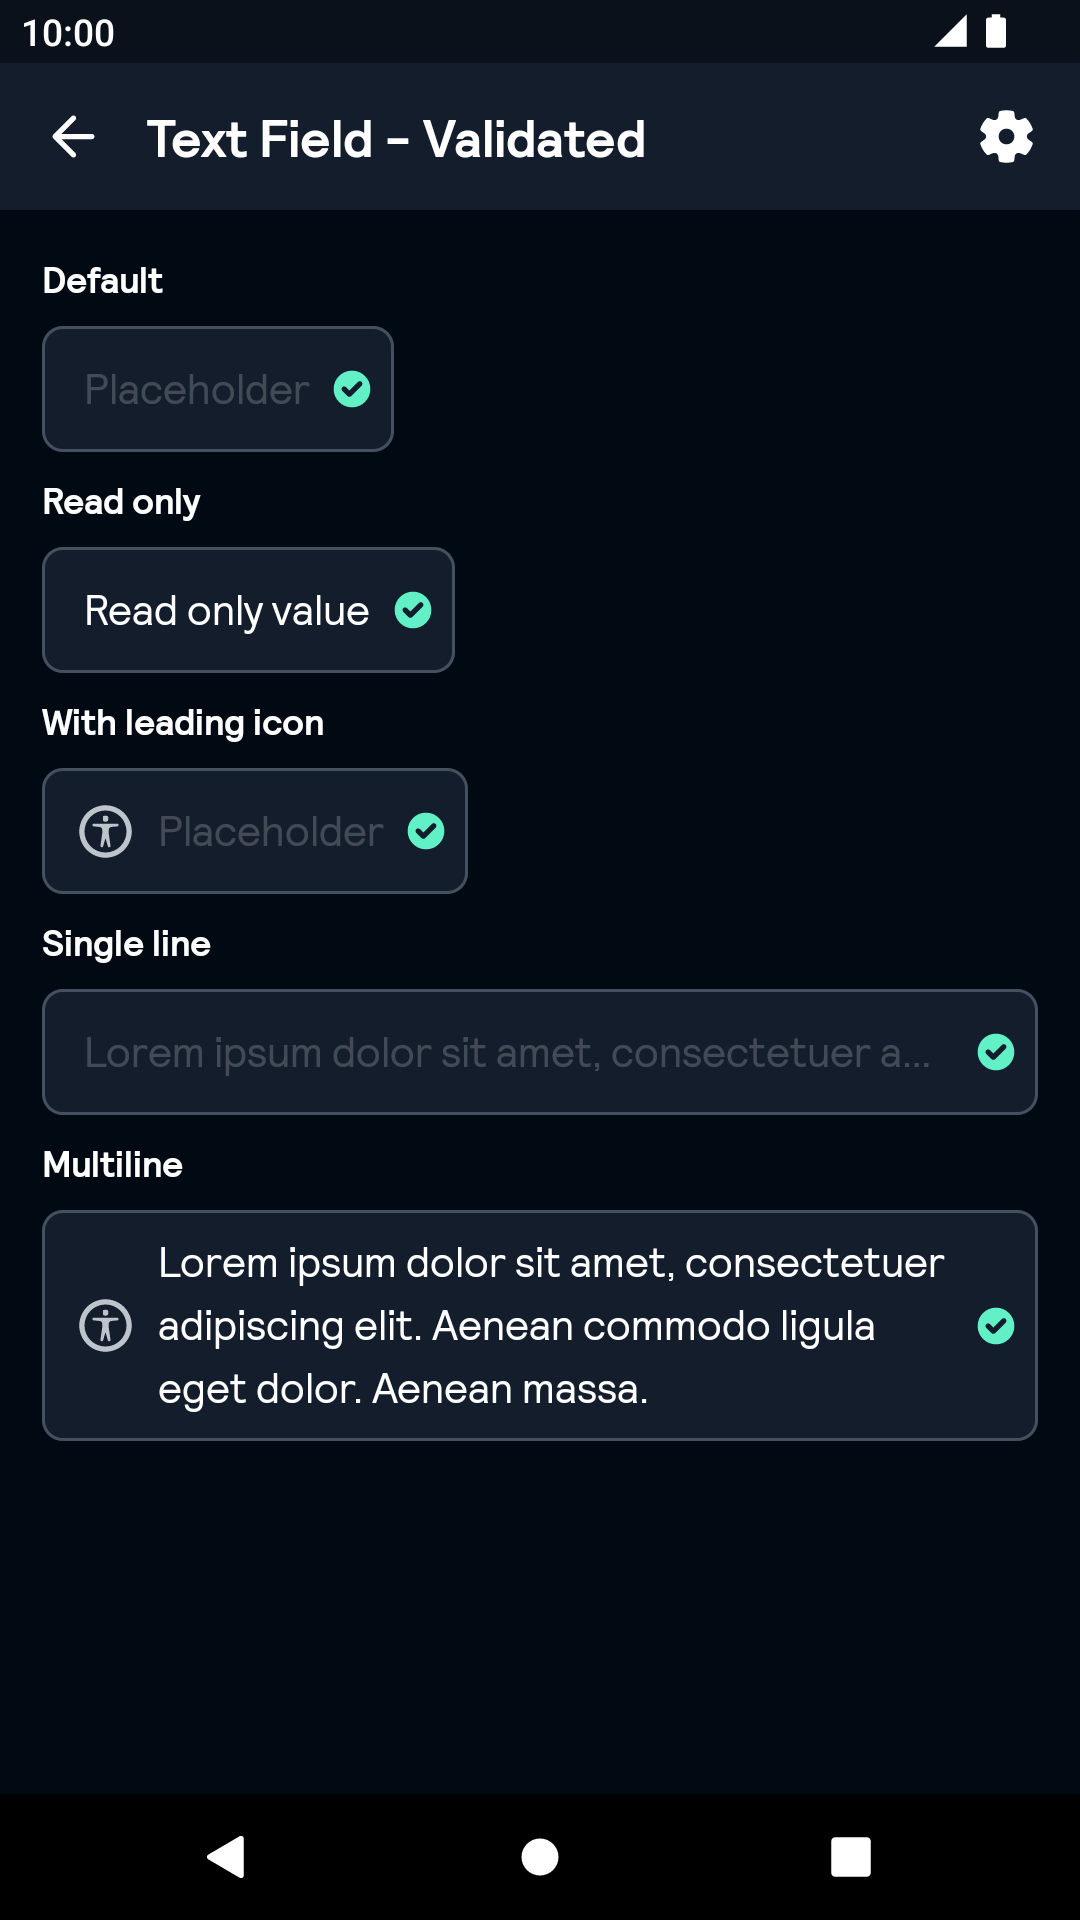 10:00
Text Field - Validated
Default
Placeholder
Read only
Read only value
With leading icon
Placeholder
Single line
Lorem ipsum dolor sit amet, consectetuer a...
Multiline
Lorem ipsum dolor sit amet, consectetuer
adipiscing elit. Aenean commodo ligula
eget dolor. Aenean massa.